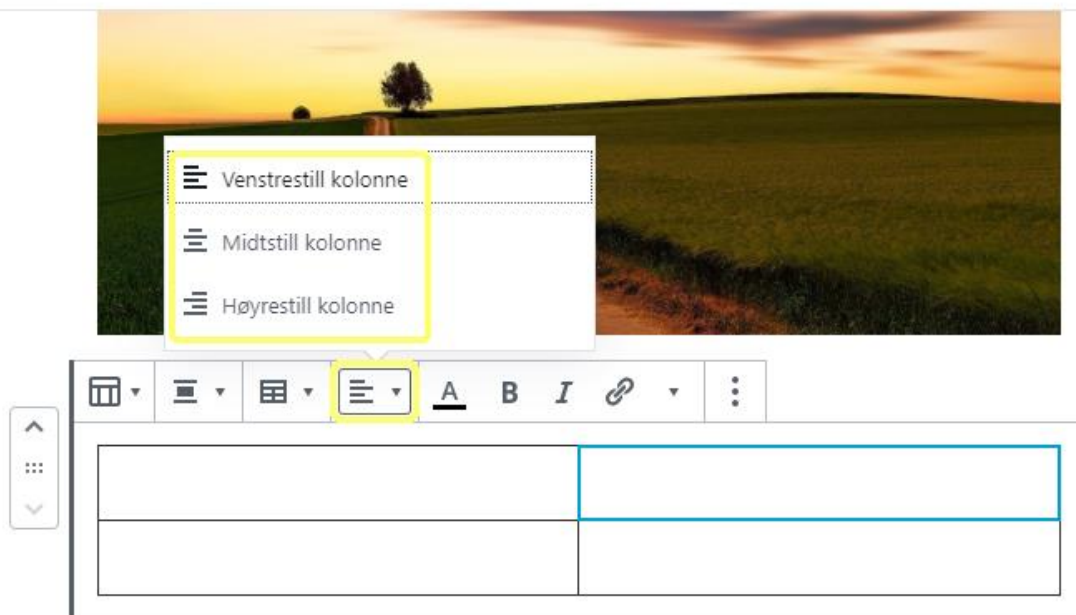 Venstrestill kolonne
Midtstill kolonne
Høyrestill kolonne
A B I